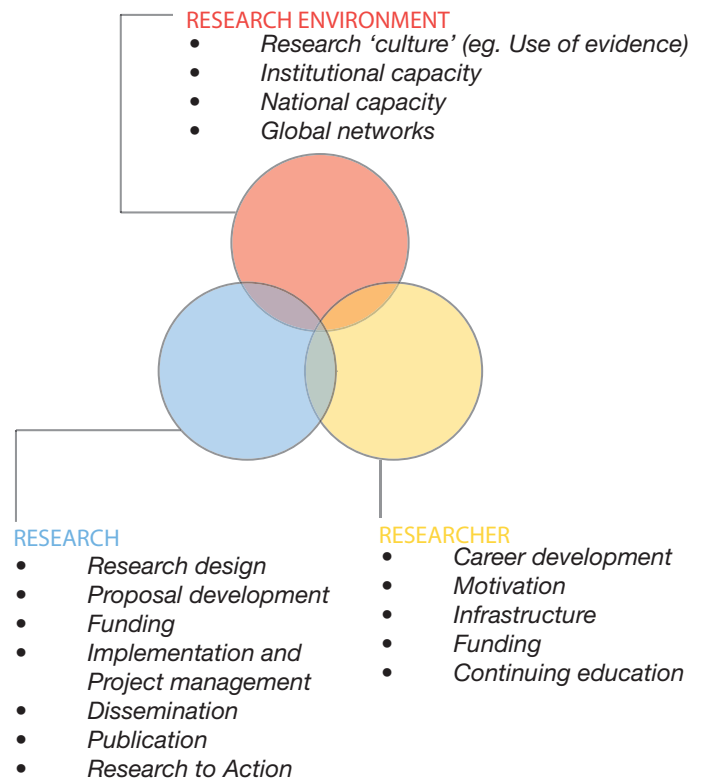 RESEARCH ENVIRONMENT
• Research ‘culture’ (eg. Use of evidence)
• Institutional capacity
• National capacity
• Global networks
RESEARCH
• Research design
• Proposal development
• Funding
• Implementation and
Project management
• Dissemination
• Publication
• Research to Action
RESEARCHER
• Career development
• Motivation
• Infrastructure
• Funding
• Continuing education